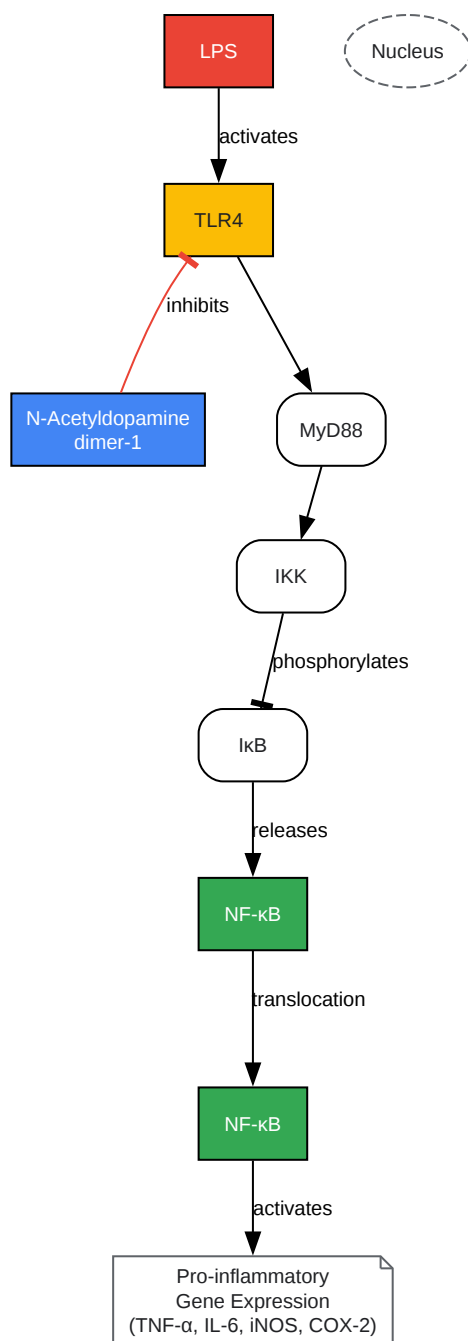 LPS
Nucleus
activates
TLR4
inhibits
N-Acetyldopamine
dimer-1
MyD88
IKK
phosphorylates
IκB
releases
NF-κB
translocation
NF-κB
activates
Pro-inflammatory
Gene Expression
(TNF-α, IL-6, iNOS, COX-2)